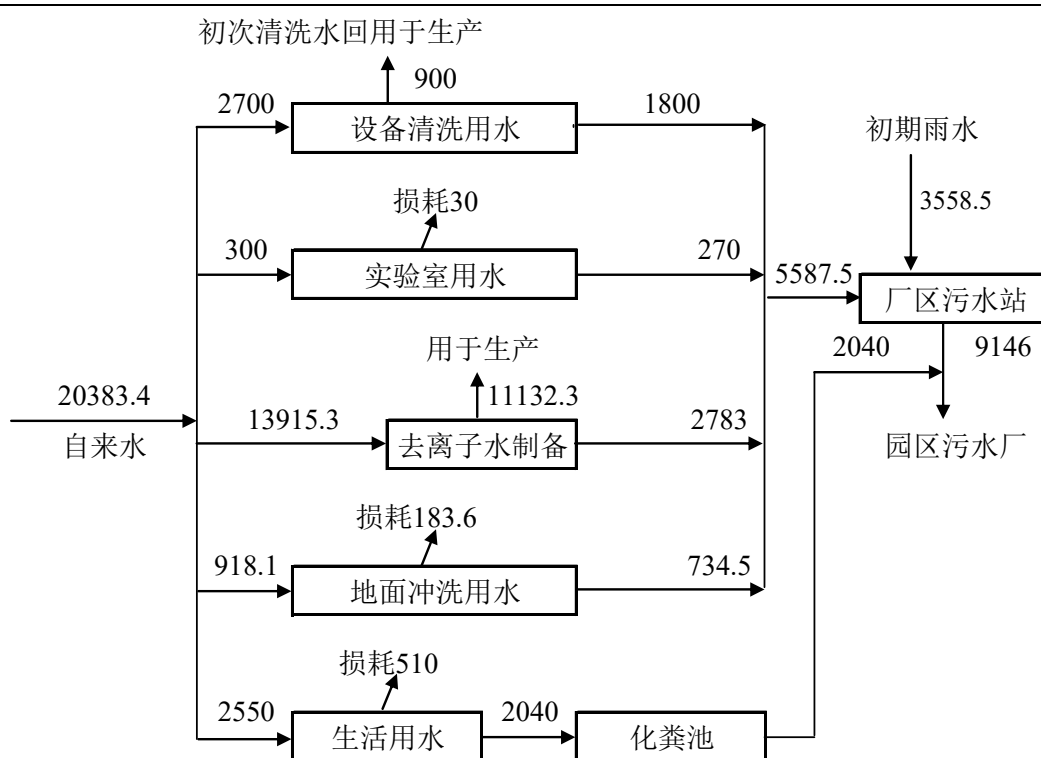 初次清洗水回用于生产
900
2700
设备清洗用水
1800
初期雨水
3558.5
损耗30
300
实验室用水
270
5587.5
厂区污水站
用于生产
2040
9146
20383.4
自来水
13915.3
11132.3
去离子水制备
2783
园区污水厂
损耗183.6
918.1
地面冲洗用水
734.5
损耗510
2550
生活用水
2040
化粪池